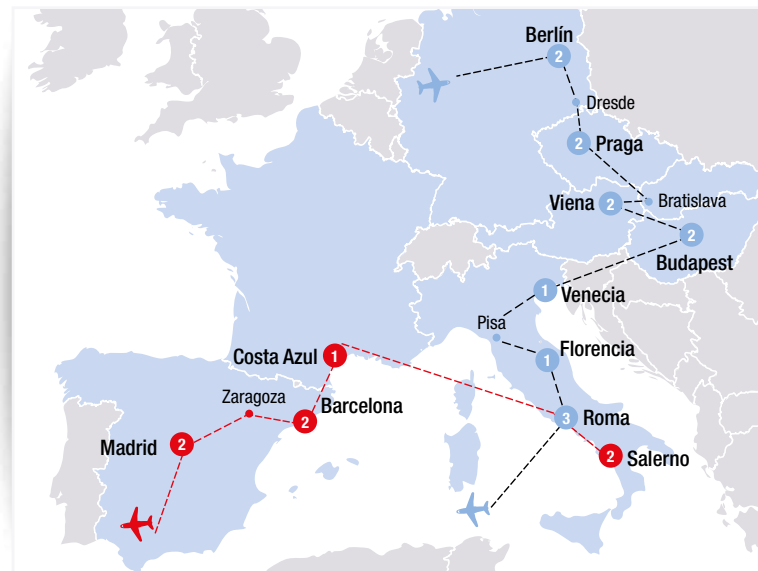 Berlín
2
Dresde
2
Praga
Viena
2
Bratislava
2
Budapest
1
Venecia
Pisa
Costa Azul
1
1
Florencia
Zaragoza
Barcelona
2
3
Roma
Madrid
2
2
Salerno